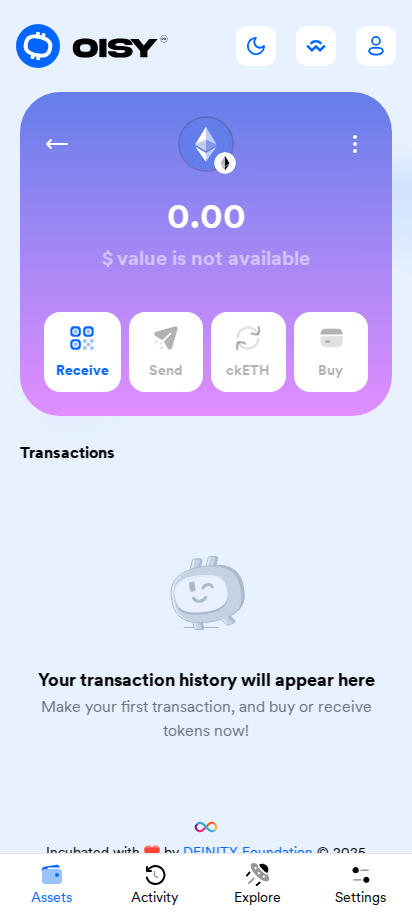 OISY
0.00
$ value is not available
Receive
Send
ckETH
Buy
Transactions
Your transaction history will appear here
Make your first transaction, and buy or receive
tokens now!
Incubated with ❤️ by DFINITY Foundation © 2025
Assets
Activity
Explore
Settings